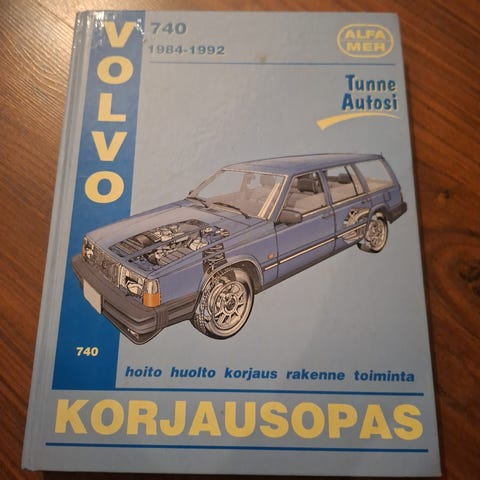 VOLVO
740
1984-1992
ALFA
MER
Tunne
Autosi
740
hoito huolto korjaus rakenne toiminta
KORJAUSOPAS